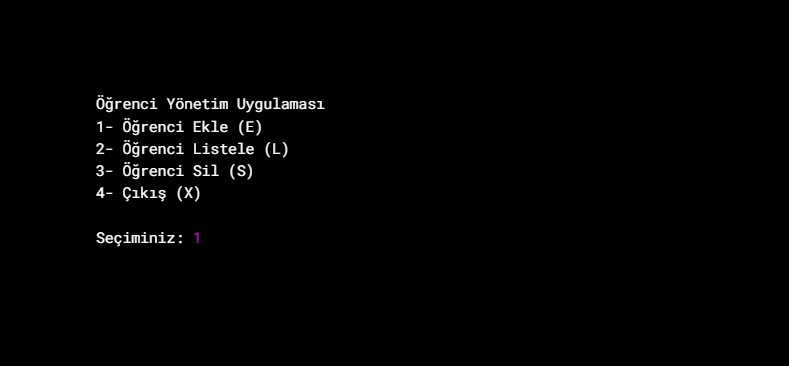 Öğrenci Yönetim Uygulaması
1- Öğrenci Ekle (E)
2- Öğrenci Listele (L)
3- Öğrenci Sil (S)
4- Çıkış (X)
Seçiminiz: 1